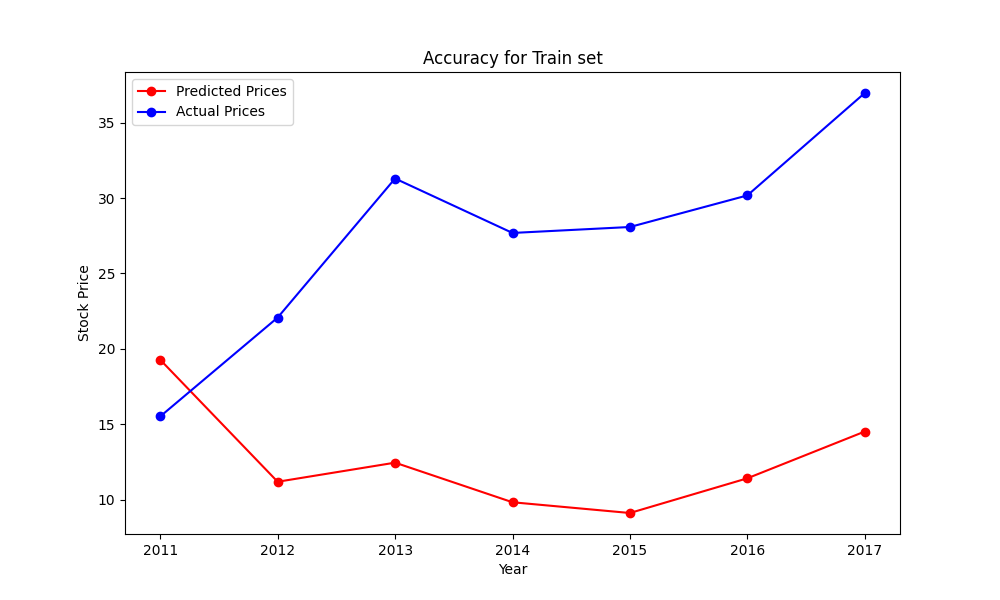 Accuracy for Train set
Predicted Prices
Actual Prices
35
30
25
20
15
10
Stock Price
2011 2012 2013 2014 2015 2016 2017
Year